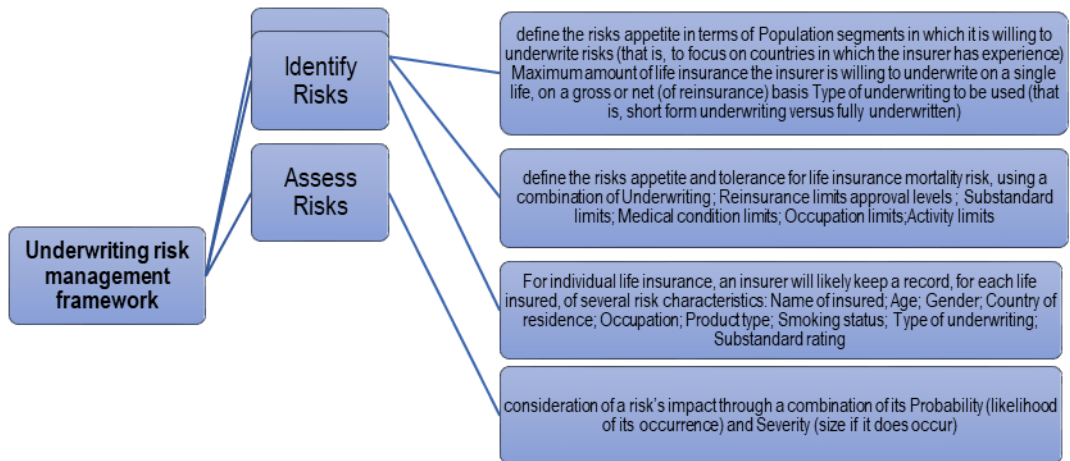 Underwriting risk
management
framework
Identify
Risks
Assess
Risks
define the risks appetite in terms of Population segments in which it is willing to
underwrite risks (that is, to focus on countries in which the insurer has experience)
Maximum amount of life insurance the insurer is willing to underwrite on a single
life, on a gross or net (of reinsurance) basis Type of underwriting to be used (that
is, short form underwriting versus fully underwritten)
define the risks appetite and tolerance for life insurance mortality risk, using a
combination of Underwriting; Reinsurance limits approval levels ; Substandard
limits; Medical condition limits; Occupation limits;Activity limits
For individual life insurance, an insurer will likely keep a record, for each life
insured, of several risk characteristics: Name of insured; Age; Gender; Country of
residence; Occupation; Product type; Smoking status; Type of underwriting;
Substandard rating
consideration of a risk's impact through a combination of its Probability (likelihood
of its occurrence) and Severity (size if it does occur)